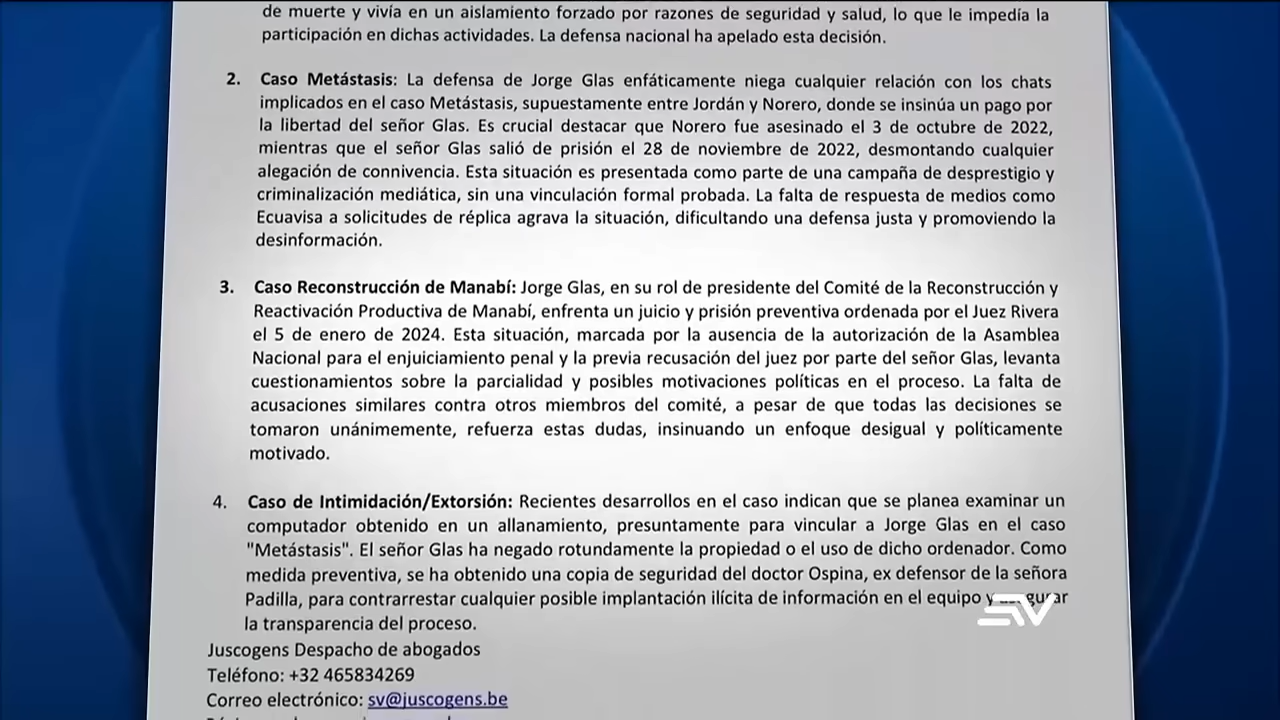 de muerte y vivía en un aislamiento forzado por razones de seguridad y salud, lo que le impedía la
participación en dichas actividades. La defensa nacional ha apelado esta decisión.
2. Caso Metástasis: La defensa de Jorge Glas enfáticamente niega cualquier relación con los chats
implicados en el caso Metástasis, supuestamente entre Jordán y Norero, donde se insinúa un pago por
la libertad del señor Glas. Es crucial destacar que Norero fue asesinado el 3 de octubre de 2022,
mientras que el señor Glas salió de prisión el 28 de noviembre de 2022, desmontando cualquier
alegación de connivencia. Esta situación es presentada como parte de una campaña de desprestigio y
criminalización mediática, sin una vinculación formal probada. La falta de respuesta de medios como
Ecuavisa a solicitudes de réplica agrava la situación, dificultando una defensa justa y promoviendo la
desinformación.
3. Caso Reconstrucción de Manabí: Jorge Glas, en su rol de presidente del Comité de la Reconstrucción y
Reactivación Productiva de Manabí, enfrenta un juicio y prisión preventiva ordenada por el Juez Rivera
el 5 de enero de 2024. Esta situación, marcada por la ausencia de la autorización de la Asamblea
Nacional para el enjuiciamiento penal y la previa recusación del juez por parte del señor Glas, levanta
cuestionamientos sobre la parcialidad y posibles motivaciones políticas en el proceso. La falta de
acusaciones similares contra otros miembros del comité, a pesar de que todas las decisiones se
tomaron unánimemente, refuerza estas dudas, insinuando un enfoque desigual y políticamente
motivado.
4. Caso de Intimidación/Extorsión: Recientes desarrollos en el caso indican que se planea examinar un
computador obtenido en un allanamiento, presuntamente para vincular a Jorge Glas en el caso
"Metástasis". El señor Glas ha negado rotundamente la propiedad o el uso de dicho ordenador. Como
medida preventiva, se ha obtenido una copia de seguridad del doctor Ospina, ex defensor de la señora
Padilla, para contrarrestar cualquier posible implantación ilícita de información en el equipo y asegurar
la transparencia del proceso.
Juscogens Despacho de abogados
Teléfono: +32 465834269
Correo electrónico: sv@juscogens.be